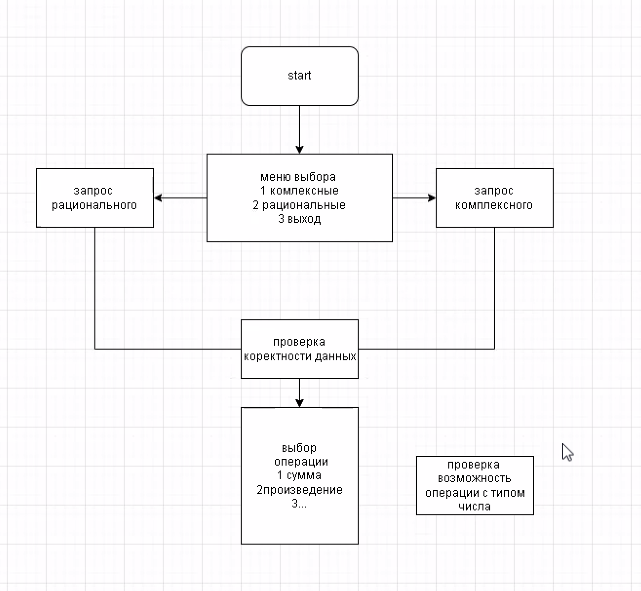 start
меню выбора
1 комлексные
2 рациональные
3 выход
запрос
рационального
запрос
комплексного
проверка
коректности данных
выбор
операции
1 сумма
2произведение
3...
проверка
возможность
операции с типом
числа